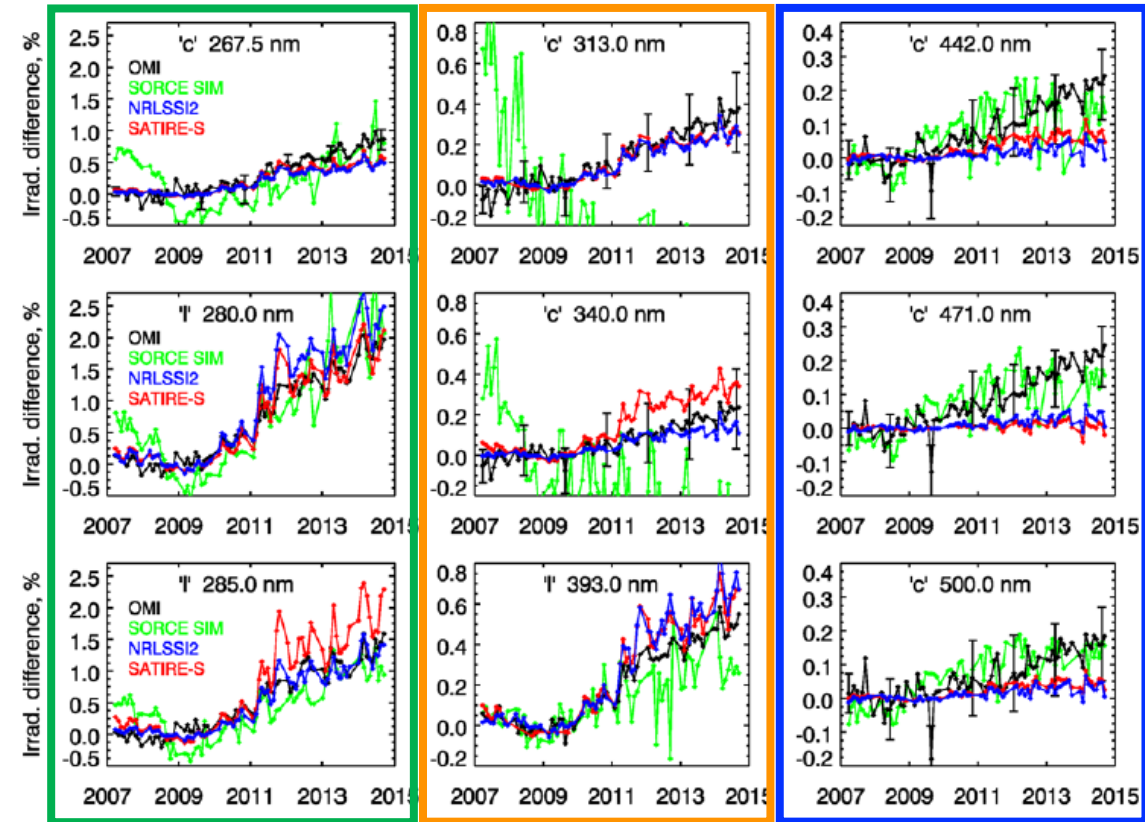 Irrad. difference, %
2.5
2.0
1.5
1.0
0.5
0.0
-0.5
'c' 267.5 nm
OMI
SORCE SIM
NRLSSI2
SATIRE-S
2007 2009 2011 2013 2015
0.8
0.6
0.4
0.2
0.0
-0.2
'c' 313.0 nm
2007 2009 2011 2013 2015
0.4
0.3
0.2
0.1
0.0
-0.1
-0.2
'c' 442.0 nm
2007 2009 2011 2013 2015
Irrad. difference, %
2.5
2.0
1.5
1.0
0.5
0.0
-0.5
'l' 280.0 nm
OMI
SORCE SIM
NRLSSI2
SATIRE-S
2007 2009 2011 2013 2015
0.8
0.6
0.4
0.2
0.0
-0.2
'c' 340.0 nm
2007 2009 2011 2013 2015
0.4
0.3
0.2
0.1
0.0
-0.1
-0.2
'c' 471.0 nm
2007 2009 2011 2013 2015
Irrad. difference, %
2.5
2.0
1.5
1.0
0.5
0.0
-0.5
'l' 285.0 nm
OMI
SORCE SIM
NRLSSI2
SATIRE-S
2007 2009 2011 2013 2015
0.8
0.6
0.4
0.2
0.0
-0.2
'l' 393.0 nm
2007 2009 2011 2013 2015
0.4
0.3
0.2
0.1
0.0
-0.1
-0.2
'c' 500.0 nm
2007 2009 2011 2013 2015